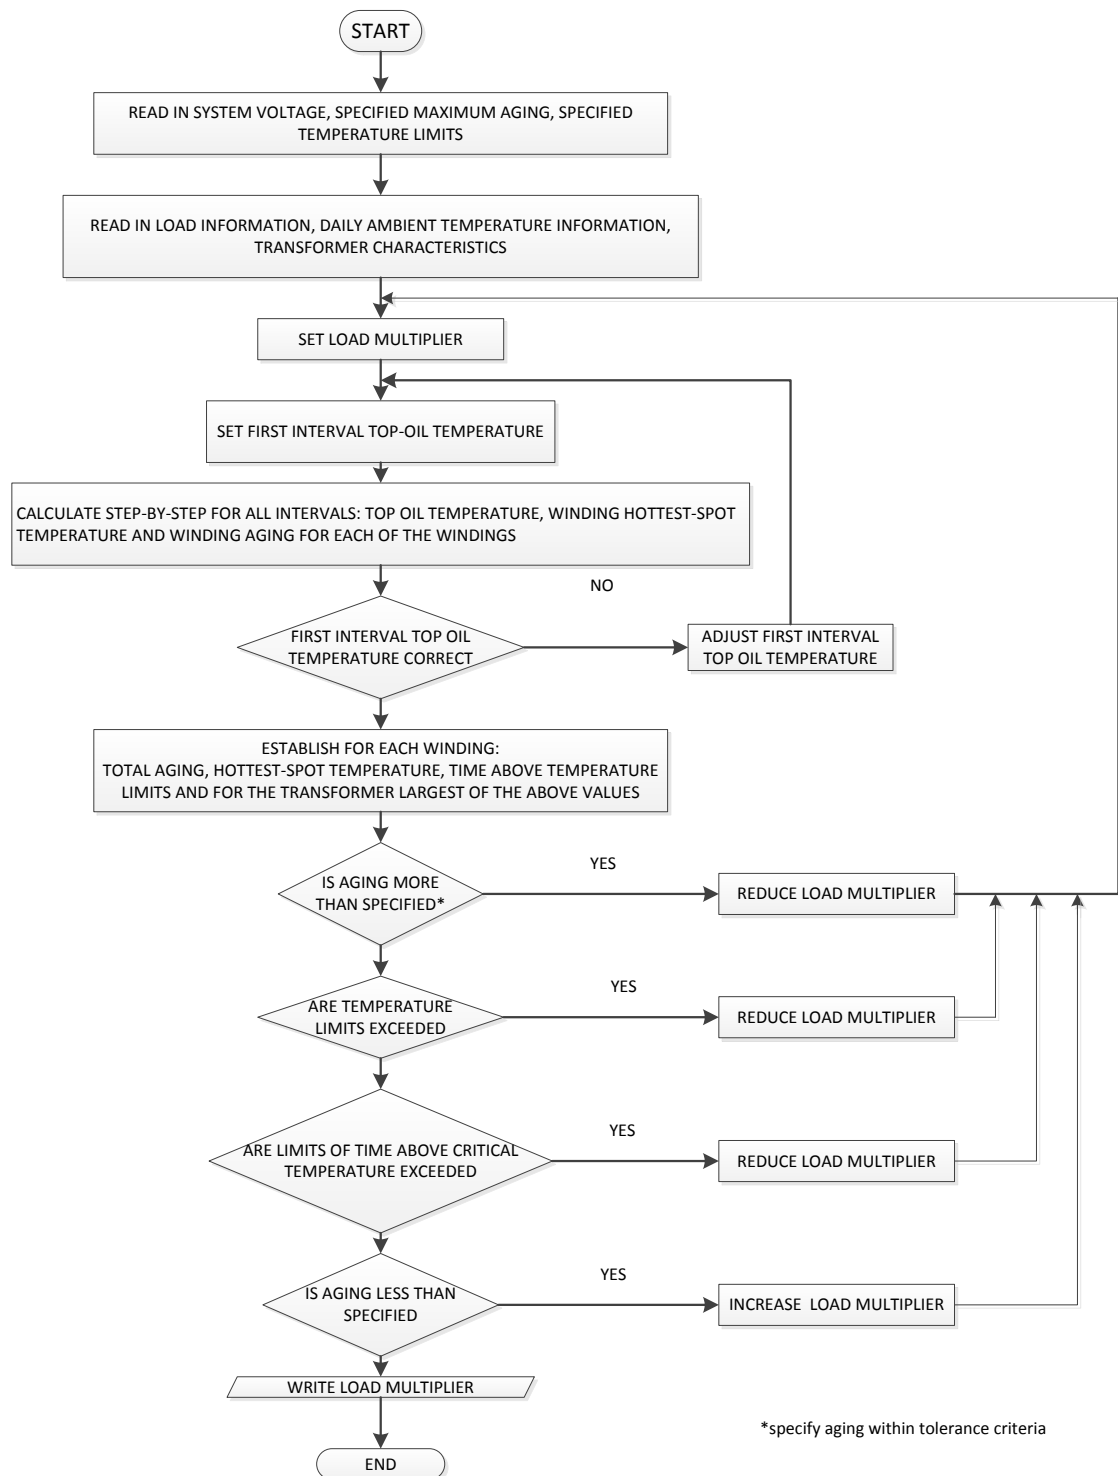 START
READ IN SYSTEM VOLTAGE, SPECIFIED MAXIMUM AGING, SPECIFIED
TEMPERATURE LIMITS
READ IN LOAD INFORMATION, DAILY AMBIENT TEMPERATURE INFORMATION,
TRANSFORMER CHARACTERISTICS
SET LOAD MULTIPLIER
SET FIRST INTERVAL TOP-OIL TEMPERATURE
CALCULATE STEP-BY-STEP FOR ALL INTERVALS: TOP OIL TEMPERATURE, WINDING HOTTEST-SPOT
TEMPERATURE AND WINDING AGING FOR EACH OF THE WINDINGS
NO
FIRST INTERVAL TOP OIL
TEMPERATURE CORRECT
ADJUST FIRST INTERVAL
TOP OIL TEMPERATURE
ESTABLISH FOR EACH WINDING:
TOTAL AGING, HOTTEST-SPOT TEMPERATURE, TIME ABOVE TEMPERATURE
LIMITS AND FOR THE TRANSFORMER LARGEST OF THE ABOVE VALUES
YES
IS AGING MORE
THAN SPECIFIED*
REDUCE LOAD MULTIPLIER
YES
ARE TEMPERATURE
LIMITS EXCEEDED
REDUCE LOAD MULTIPLIER
YES
ARE LIMITS OF TIME ABOVE CRITICAL
TEMPERATURE EXCEEDED
REDUCE LOAD MULTIPLIER
YES
IS AGING LESS THAN
SPECIFIED
INCREASE LOAD MULTIPLIER
WRITE LOAD MULTIPLIER
*specify aging within tolerance criteria
END